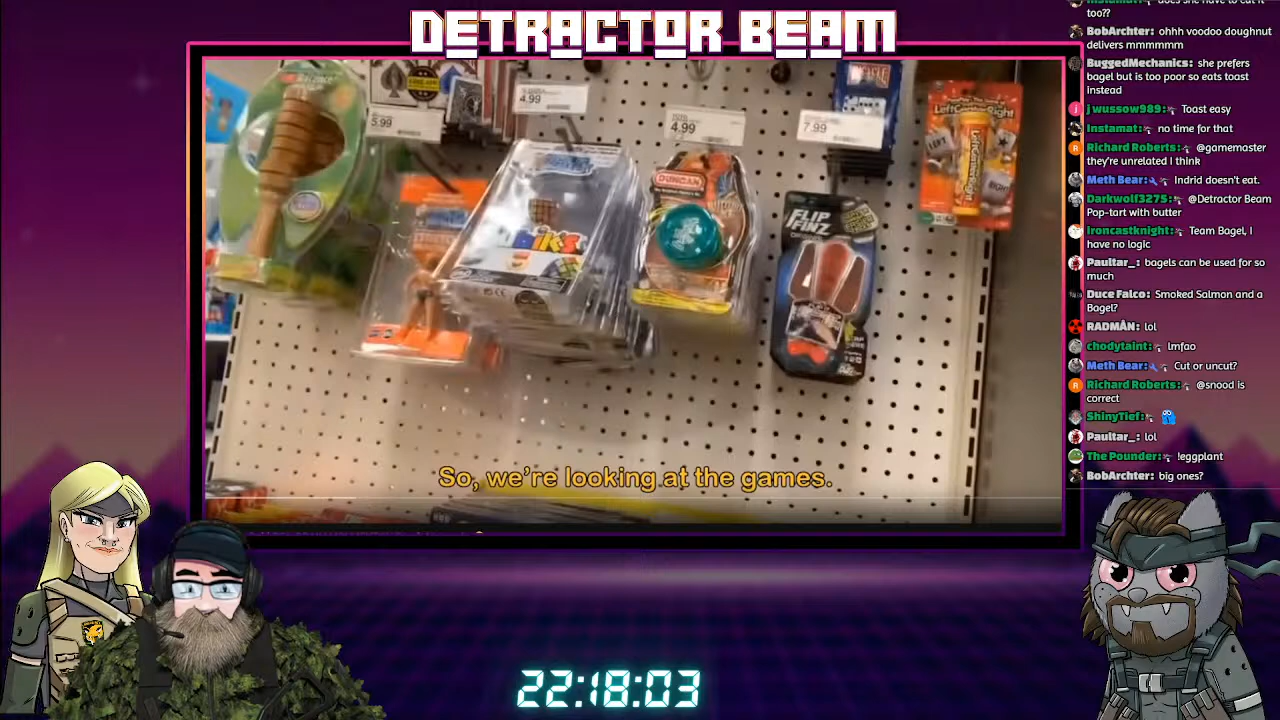 DETRACTOR BEAM
too??
BobArchter: ohhh voodoo doughnut
delivers mmmmmm
BuggedMechanics: she prefers
bagel but is too poor so eats toast
instead
j wussow989: Toast easy
Instamat: no time for that
Richard Roberts: @gamemaster
they're unrelated I think
Meth Bear: Indrid doesn't eat.
Darkwolf3275: @Detractor Beam
Pop-tart with butter
Ironcastknight: Team Bagel, I
have no logic
Paultar_: bagels can be used for so
much
Duce Falco: Smoked Salmon and a
Bagel?
RADMÅN: lol
chodytaint: lmfao
Meth Bear: Cut or uncut?
Richard Roberts: @snood is
correct
ShinyTief:
Paultar_: lol
The Pounder: !eggplant
BobArchter: big ones?
5.99
4.99
4.99
7.99
DUNCAN
FLIP
FINZ
LeftCenterRight
LEFT
RIGHT
LeftCenterRight
So, we're looking at the games.
22:18:03